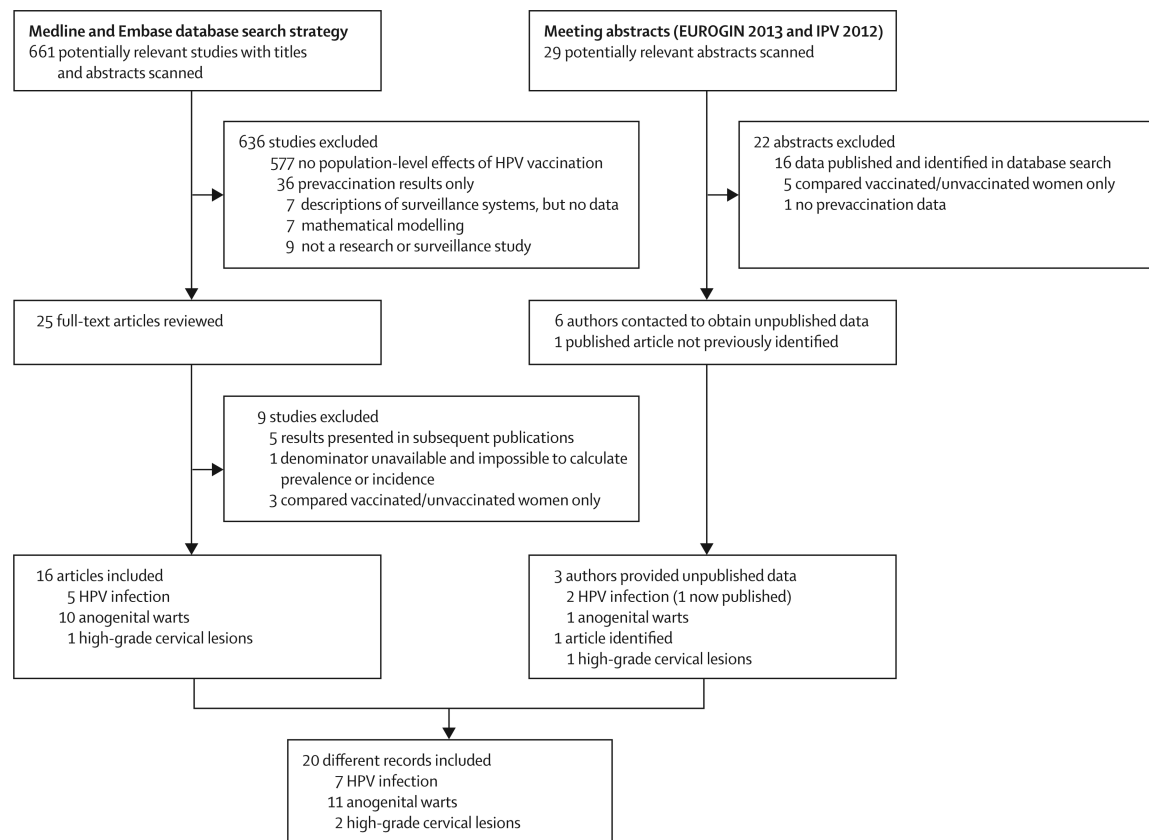 Medline and Embase database search strategy
661 potentially relevant studies with titles
and abstracts scanned
Meeting abstracts (EUROGIN 2013 and IPV 2012)
29 potentially relevant abstracts scanned
636 studies excluded
577 no population-level effects of HPV vaccination
36 prevaccination results only
7 descriptions of surveillance systems, but no data
7 mathematical modelling
9 not a research or surveillance study
22 abstracts excluded
16 data published and identified in database search
5 compared vaccinated/unvaccinated women only
1 no prevaccination data
25 full-text articles reviewed
6 authors contacted to obtain unpublished data
1 published article not previously identified
9 studies excluded
5 results presented in subsequent publications
1 denominator unavailable and impossible to calculate
prevalence or incidence
3 compared vaccinated/unvaccinated women only
16 articles included
5 HPV infection
10 anogenital warts
1 high-grade cervical lesions
3 authors provided unpublished data
2 HPV infection (1 now published)
1 anogenital warts
1 article identified
1 high-grade cervical lesions
20 different records included
7 HPV infection
11 anogenital warts
2 high-grade cervical lesions